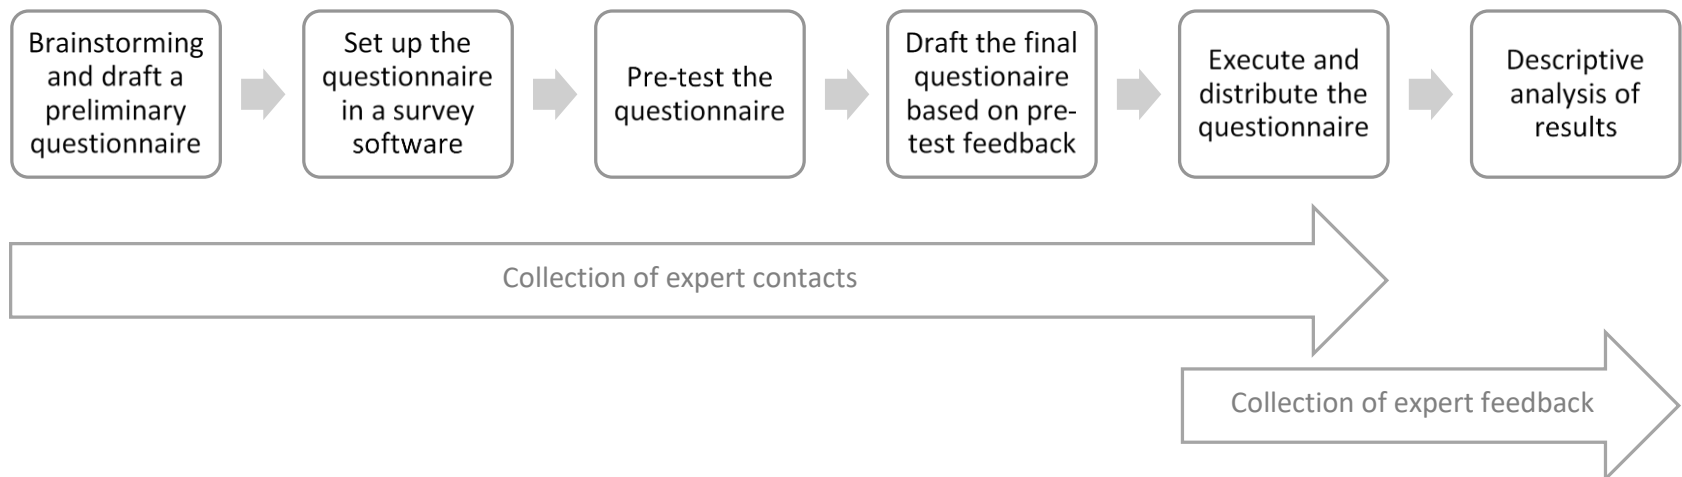 Brainstorming
and draft a
preliminary
questionnaire
Set up the
questionnaire
in a survey
software
Pre-test the
questionnaire
Draft the final
questionaire
based on pre-
test feedback
Execute and
distribute the
questionnaire
Descriptive
analysis of
results
Collection of expert contacts
Collection of expert feedback